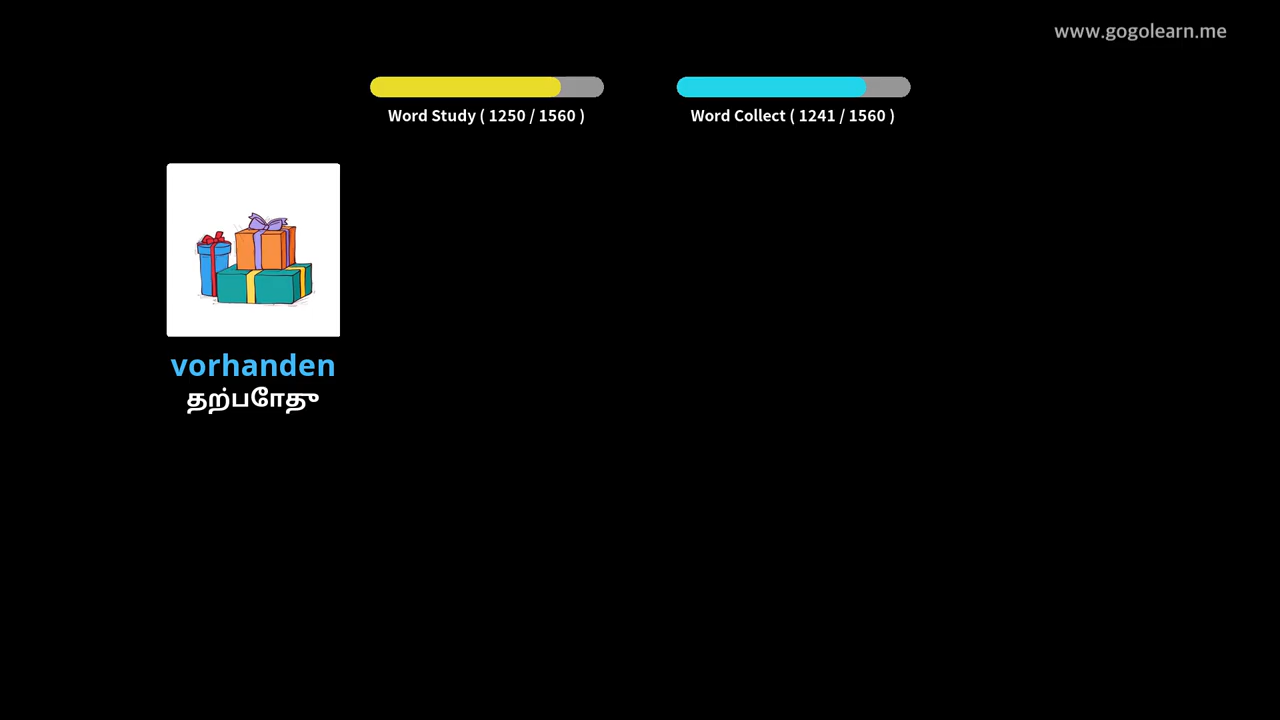 www.gogolearn.me
Word Study ( 1250 / 1560 )
Word Collect ( 1241 / 1560 )
vorhanden
தற்போது